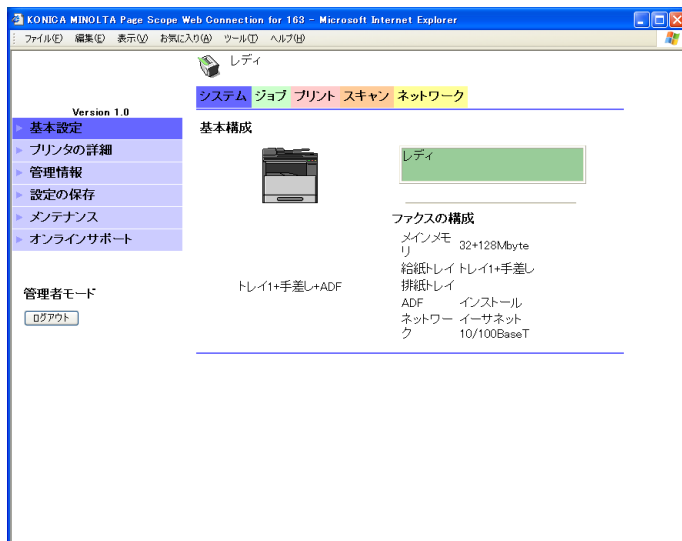 KONICA MINOLTA Page Scope Web Connection for 163 - Microsoft Internet Explorer
ファイル(F) 編集(E) 表示(V) お気に入り(A) ツール(T) ヘルプ(H)
レディ
システム ジョブ プリント スキャン ネットワーク
Version 1.0
基本設定
プリンタの詳細
管理情報
設定の保存
メンテナンス
オンラインサポート
管理者モード
ログアウト
基本構成
レディ
トレイ1+手差し+ADF
ファクスの構成
メインメモリ 32+128Mbyte
給紙トレイ トレイ1+手差し
排紙トレイ
ADF インストール
ネットワーク イーサネット
10/100BaseT